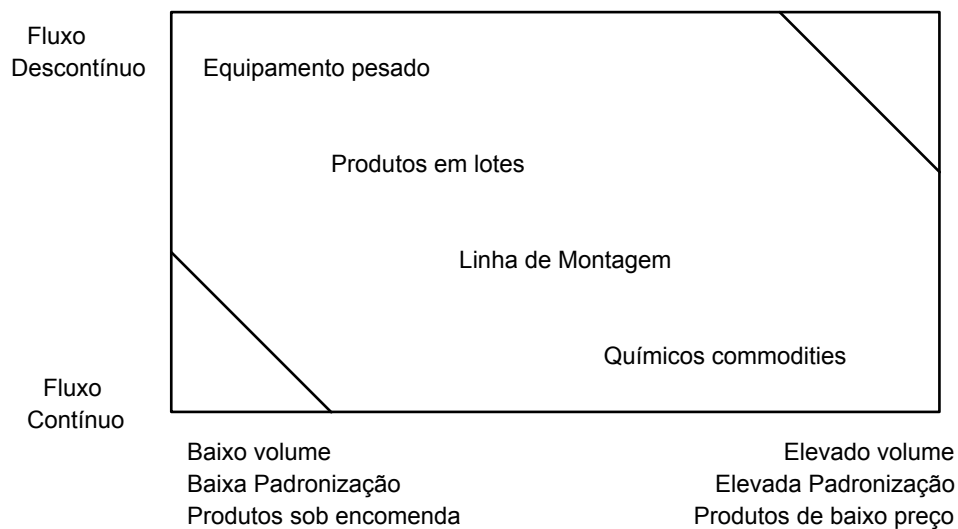 Fluxo
Descontínuo
Equipamento pesado
Produtos em lotes
Linha de Montagem
Químicos commodities
Fluxo
Contínuo
Baixo volume
Baixa Padronização
Produtos sob encomenda
Elevado volume
Elevada Padronização
Produtos de baixo preço